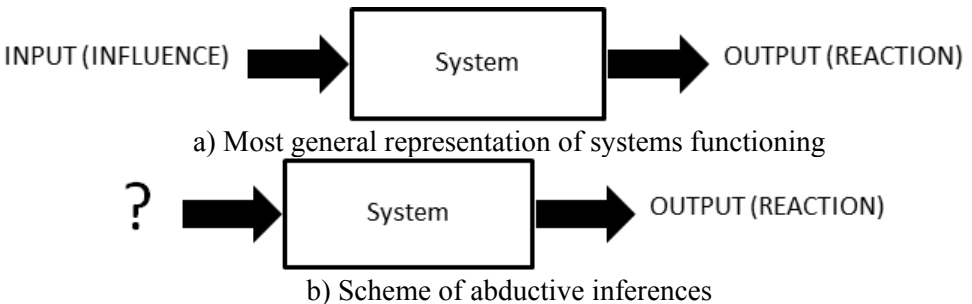 INPUT (INFLUENCE) System OUTPUT (REACTION)
a) Most general representation of systems functioning
? System OUTPUT (REACTION)
b) Scheme of abductive inferences